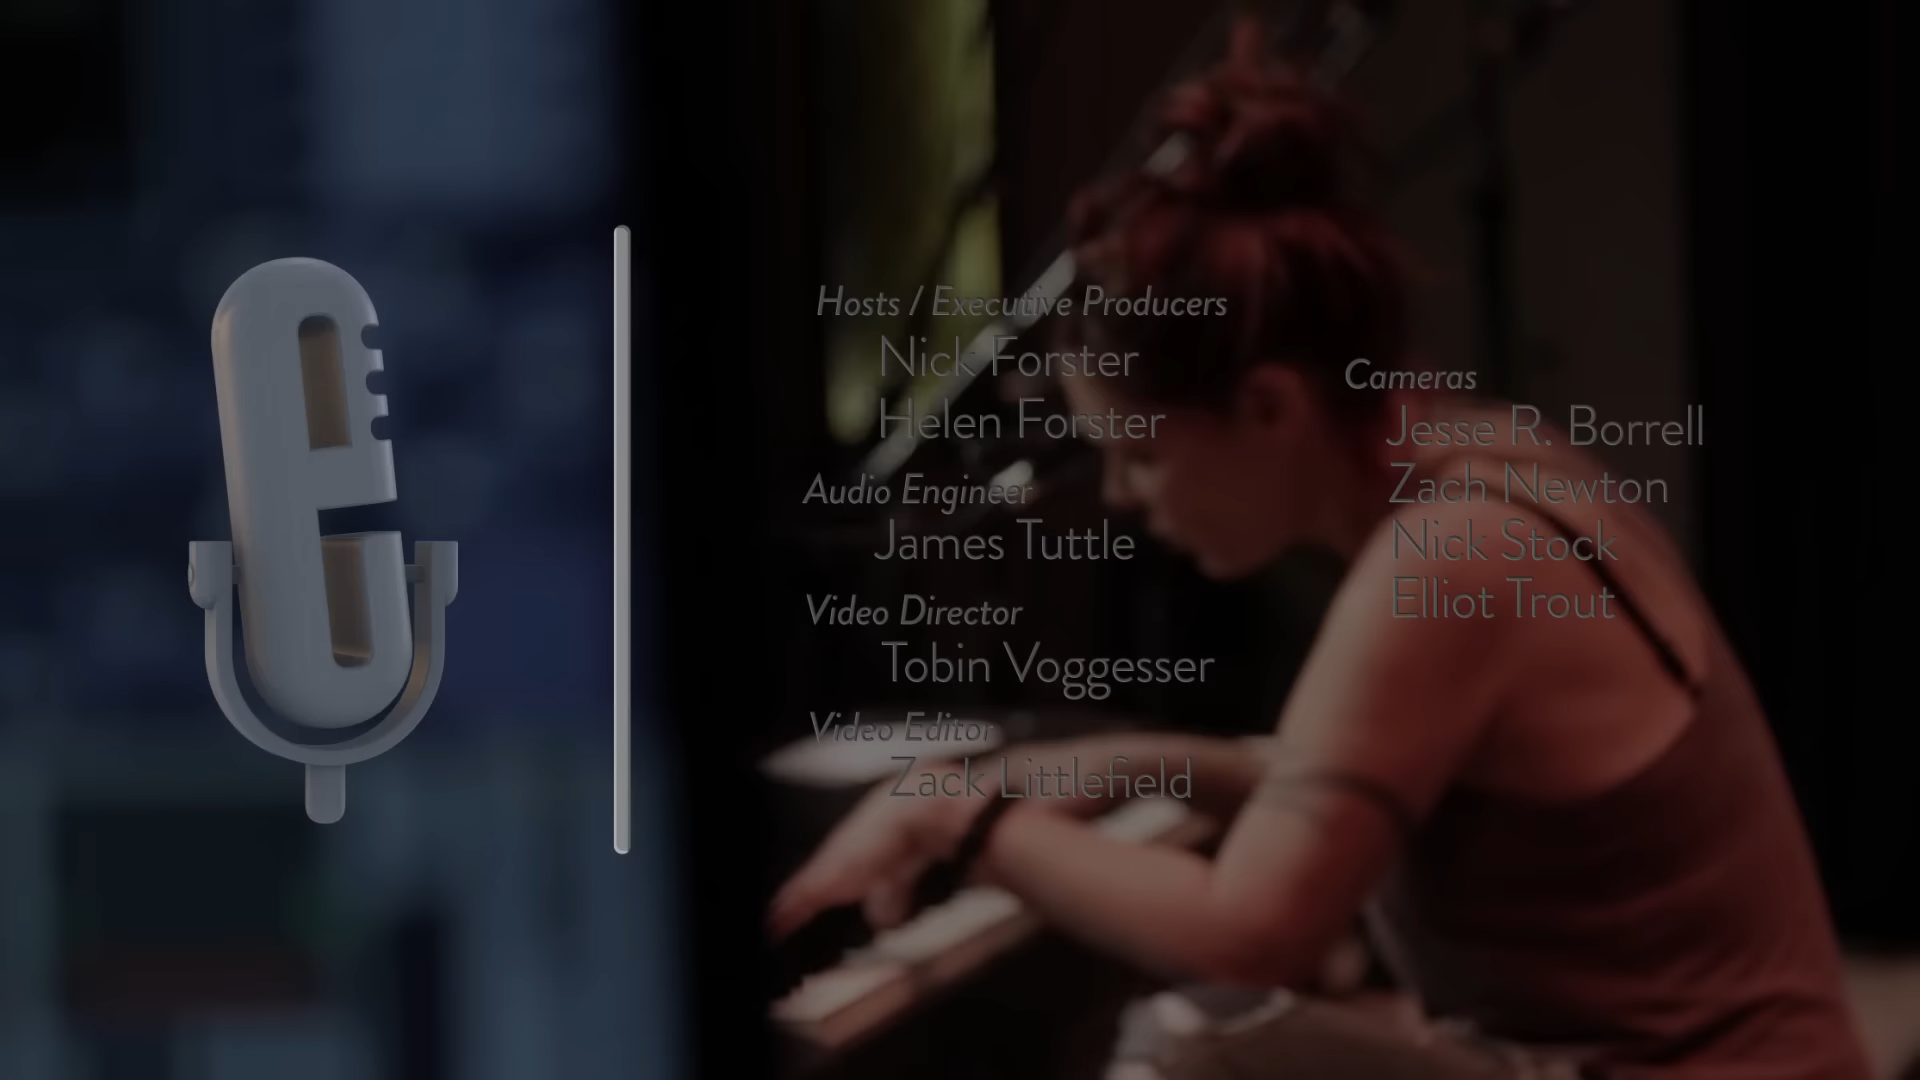 Hosts / Executive Producers
Nick Forster
Helen Forster
Audio Engineer
James Tuttle
Video Director
Tobin Voggesser
Video Editor
Zack Littlefield
Cameras
Jesse R. Borrell
Zach Newton
Nick Stock
Elliot Trout